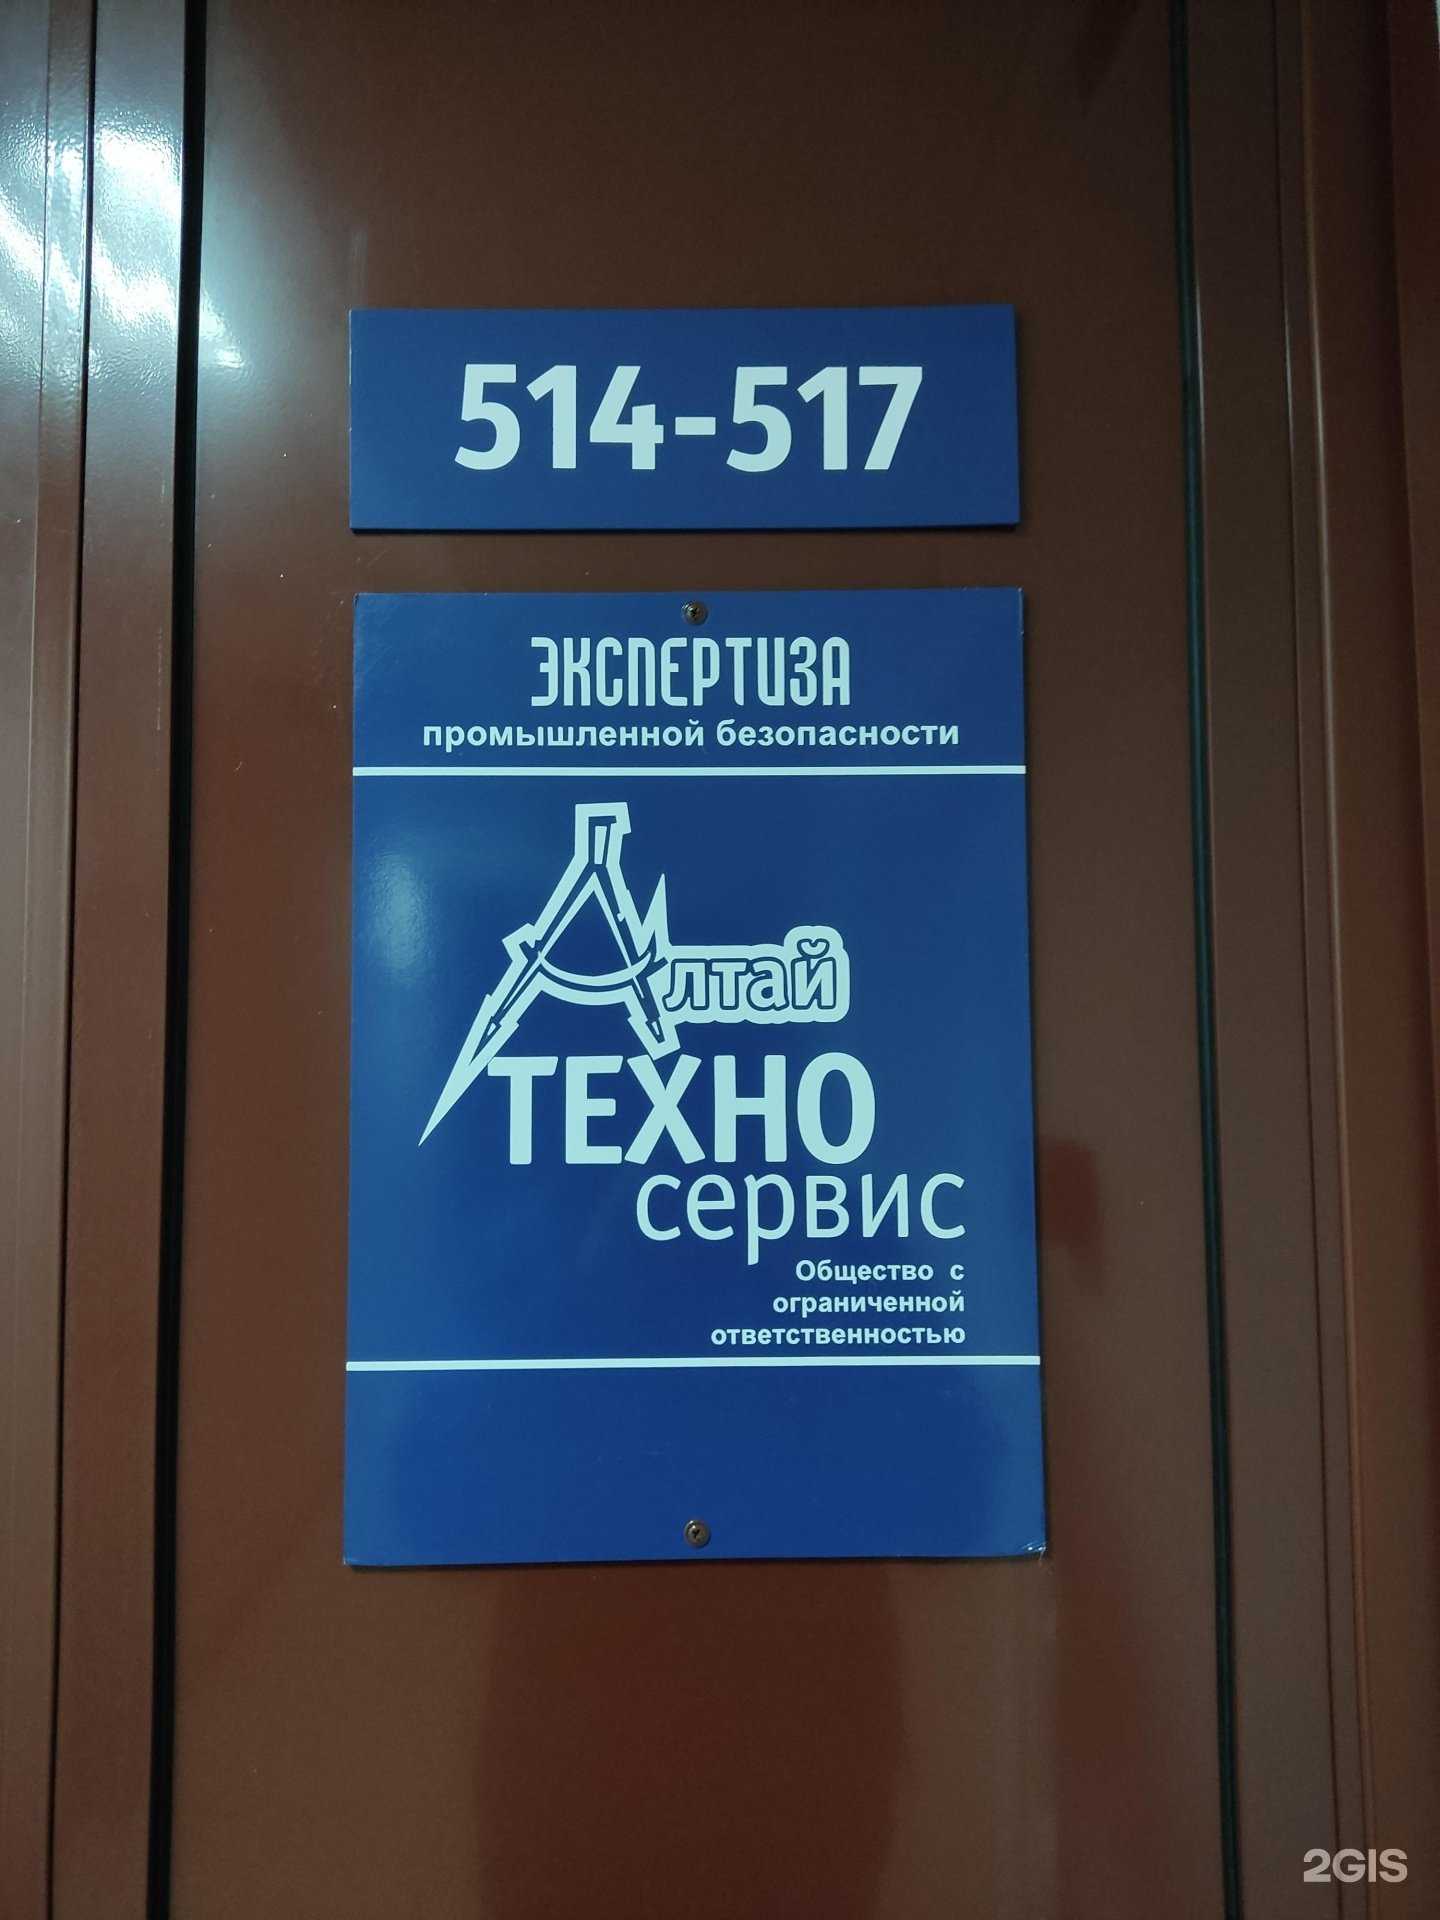 514-517
ЭКСПЕРТИЗА
промышленной безопасности
Алтай
ТЕХНО
сервис
Общество с
ограниченной
ответственностью
2GIS